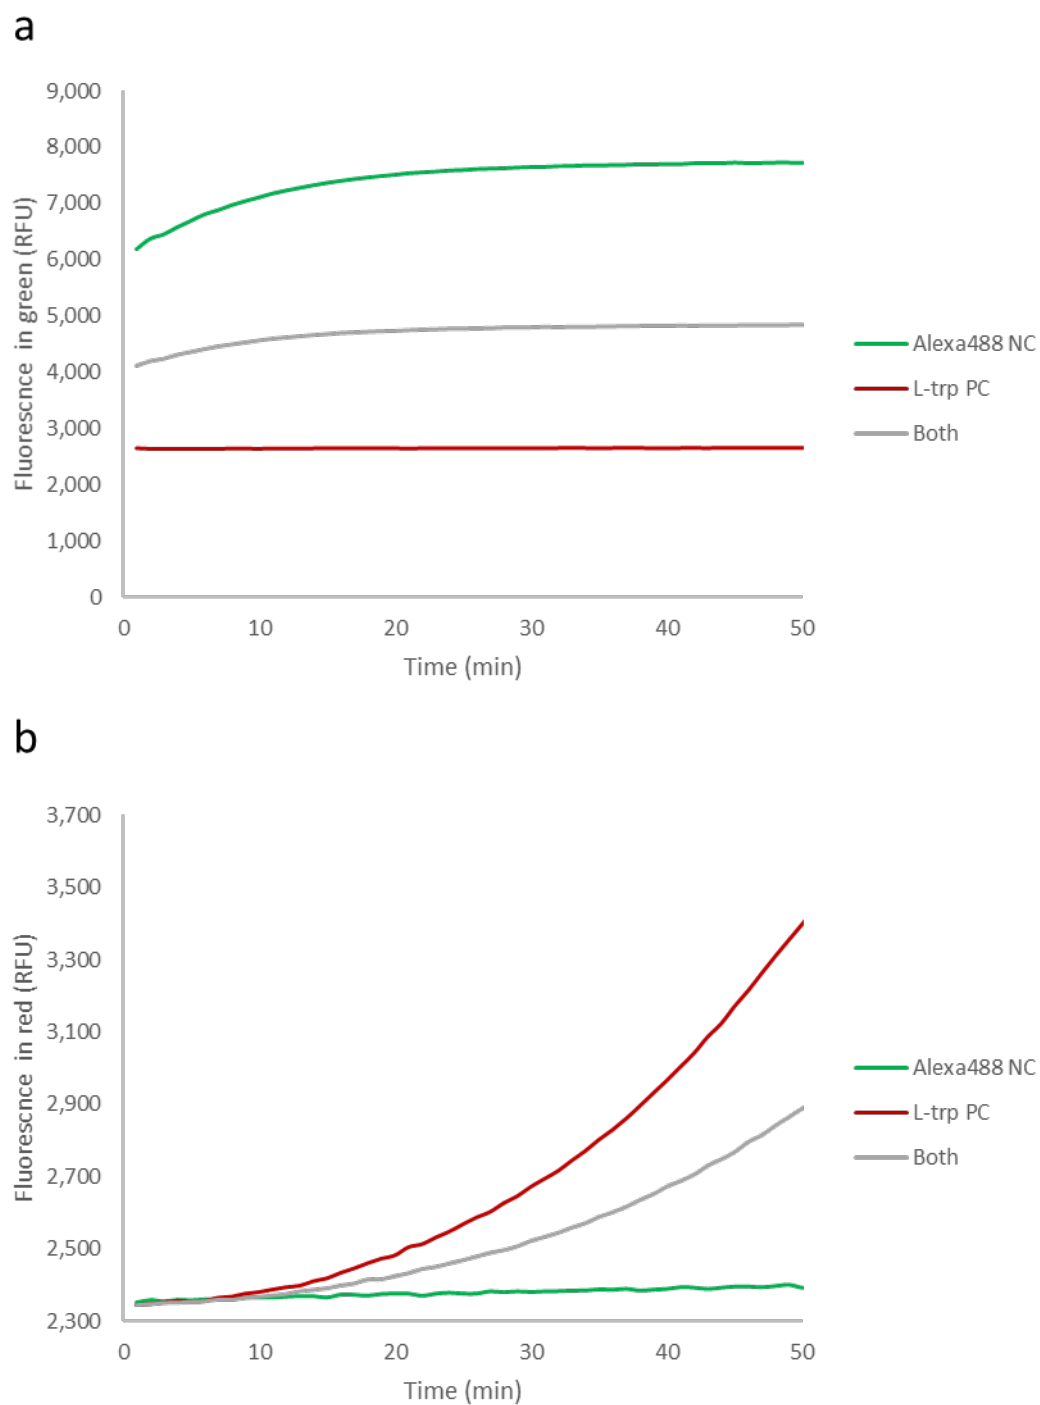 a
9,000
8,000
7,000
6,000
5,000
4,000
3,000
2,000
1,000
0
Fluorescnce in green (RFU)
0 10 20 30 40 50
Time (min)
Alexa488 NC
L-trp PC
Both
b
3,700
3,500
3,300
3,100
2,900
2,700
2,500
2,300
Fluorescnce in red (RFU)
0 10 20 30 40 50
Time (min)
Alexa488 NC
L-trp PC
Both